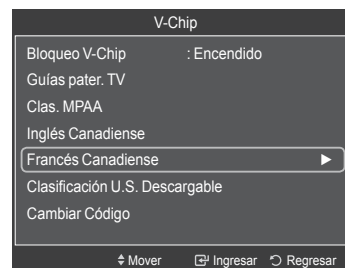 V-Chip
Bloqueo V-Chip : Encendido
Guías pater. TV
Clas. MPAA
Inglés Canadiense
Francés Canadiense ►
Clasificación U.S. Descargable
Cambiar Código
Mover Ingresar Regresar